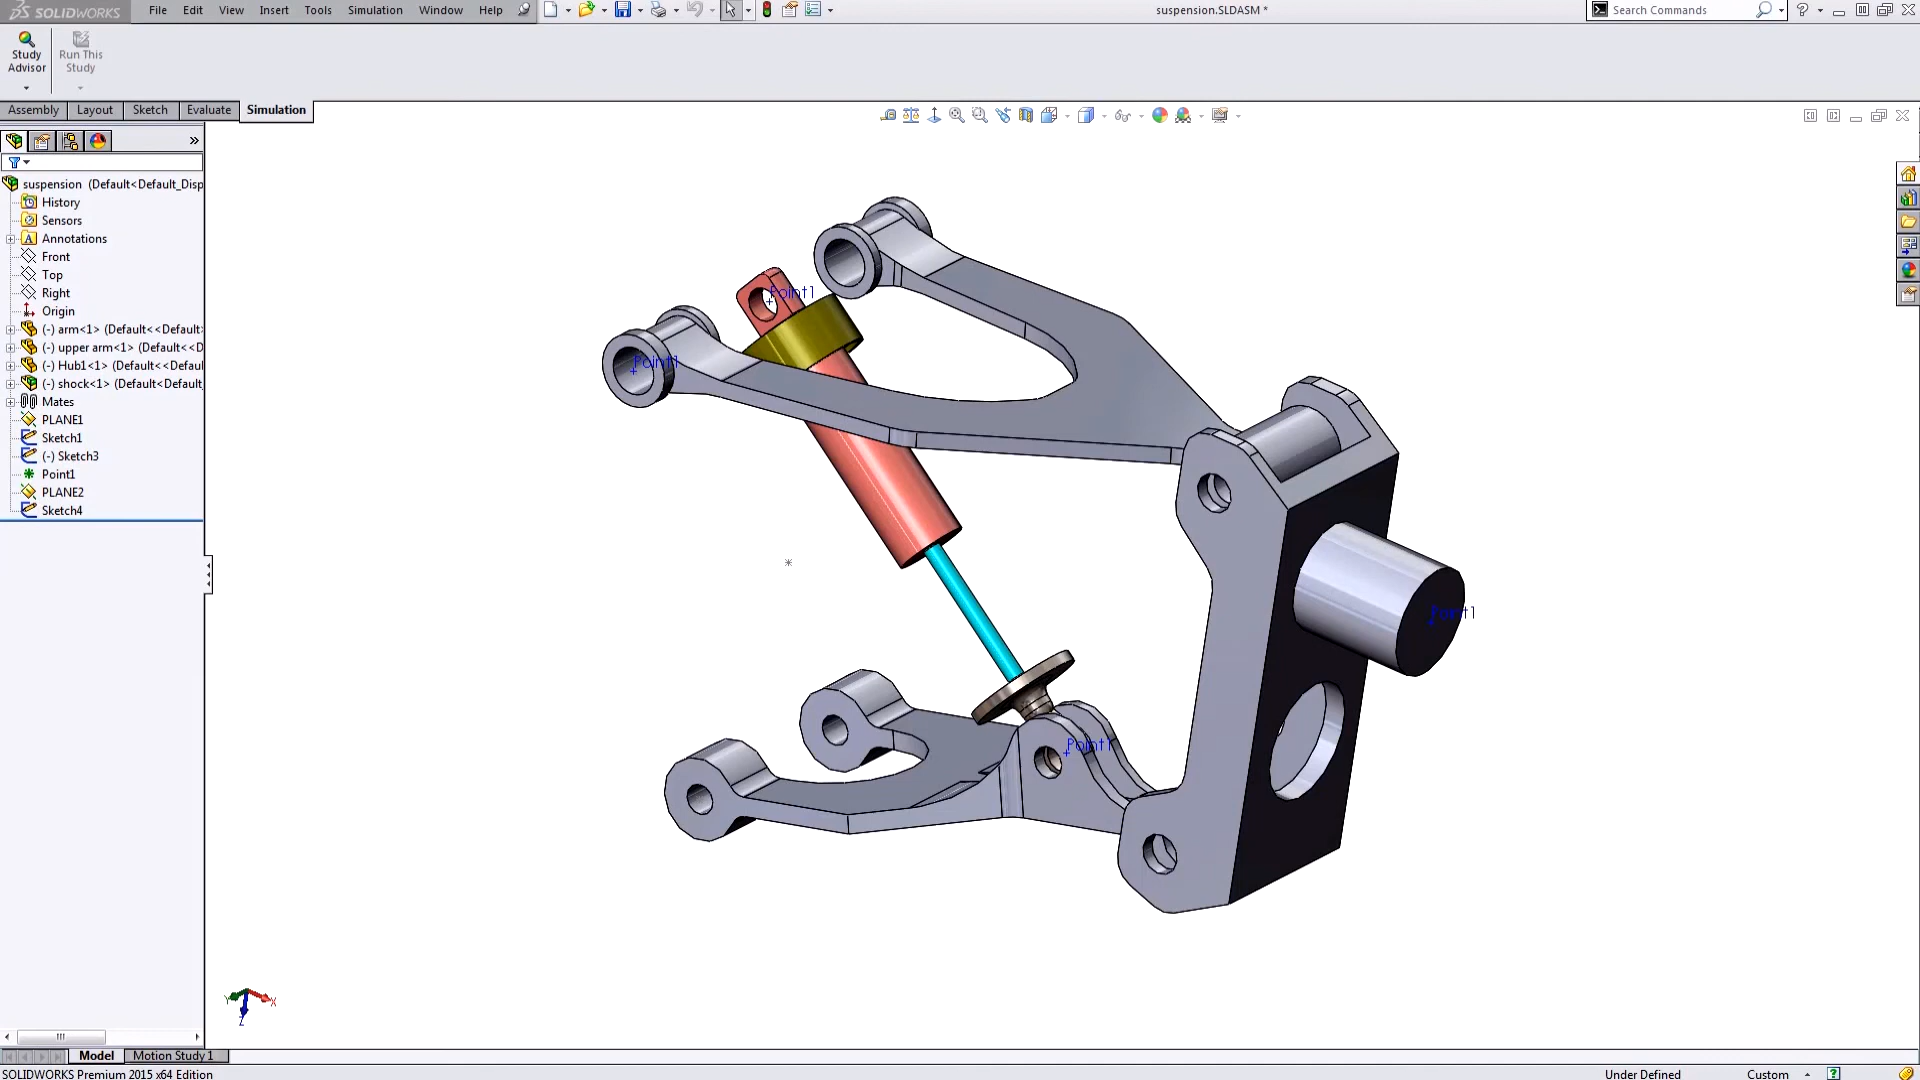 SOLIDWORKS File Edit View Insert Tools Simulation Window Help suspension.SLDASM * Search Commands
Study Advisor
Run This Study
Assembly Layout Sketch Evaluate Simulation
suspension (Default<Default_Disp
History
Sensors
Annotations
Front
Top
Right
Origin
(-) arm<1> (Default<<Default>
(-) upper arm<1> (Default<<D
(-) Hub1<1> (Default<<Default
(-) shock<1> (Default<Default_
Mates
PLANE1
Sketch1
(-) Sketch3
Point1
PLANE2
Sketch4
Point1
Point1
Point1
Point1
Y X
Z
Model Motion Study 1
SOLIDWORKS Premium 2015 x64 Edition Under Defined Custom